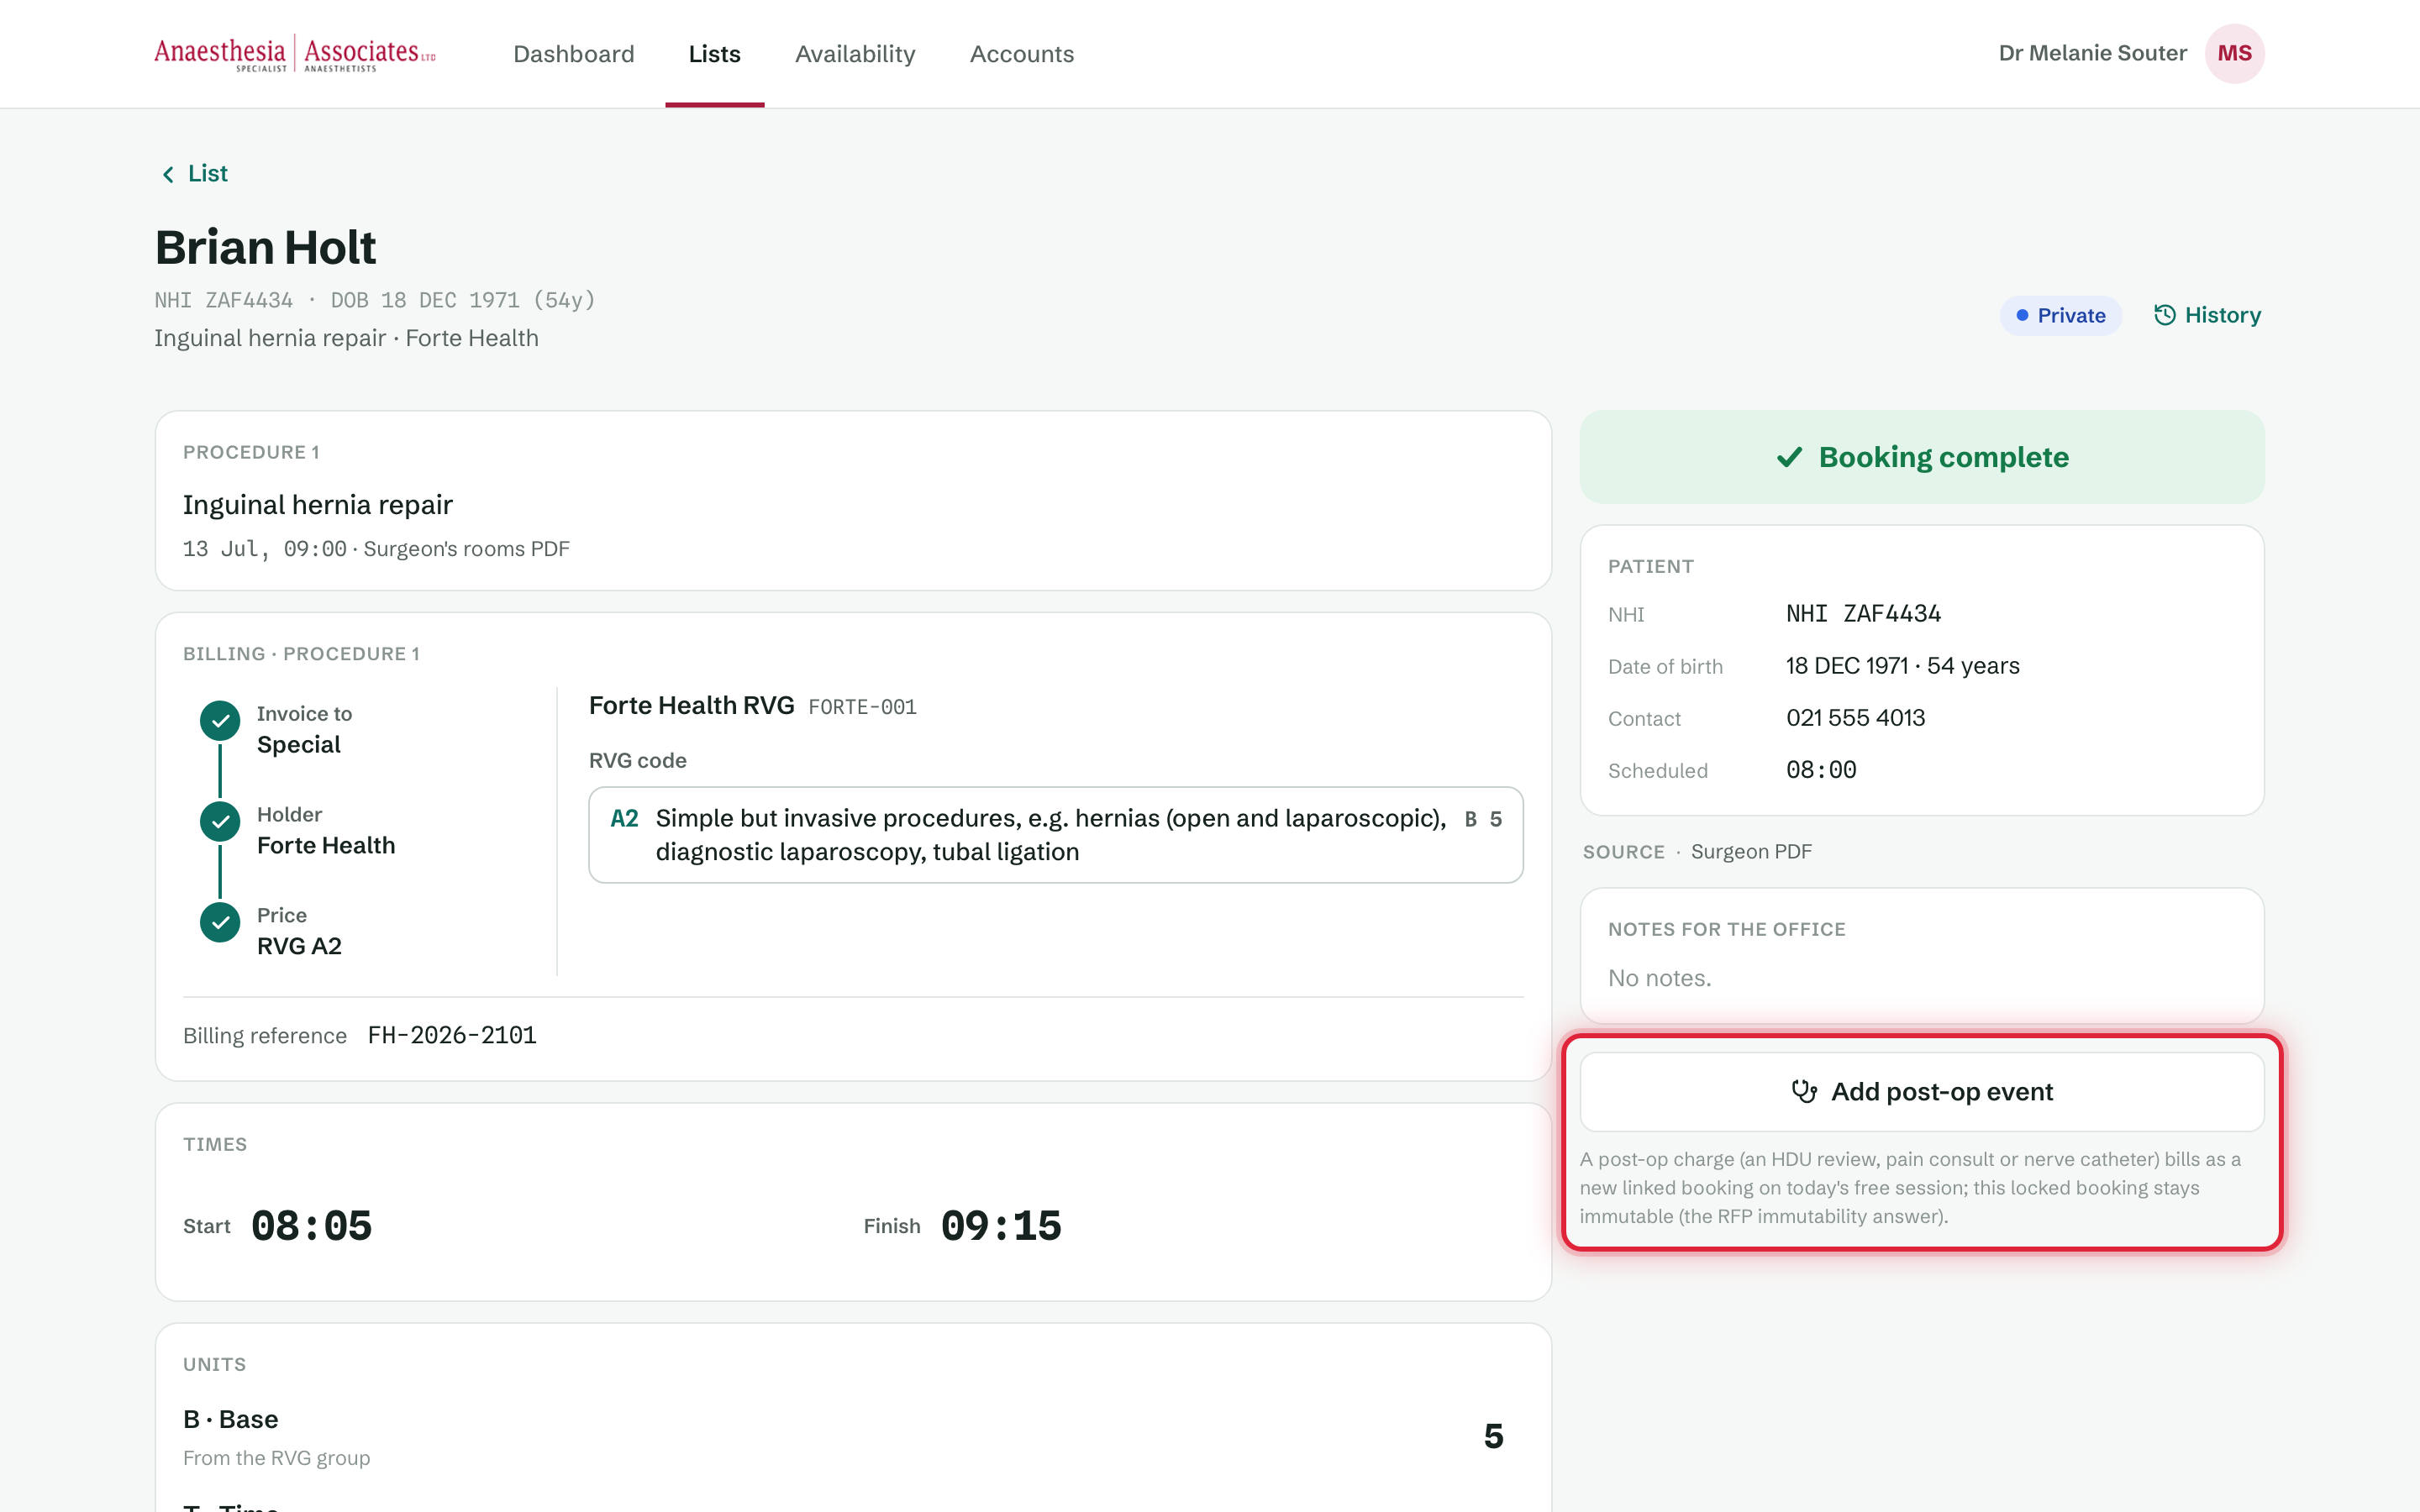 Anaesthesia Associates LTD
SPECIALIST ANAESTHETISTS
Dashboard
Lists
Availability
Accounts
Dr Melanie Souter
MS
List
Brian Holt
NHI ZAF4434 · DOB 18 DEC 1971 (54y)
Inguinal hernia repair · Forte Health
Private
History
PROCEDURE 1
Inguinal hernia repair
13 Jul, 09:00 · Surgeon's rooms PDF
BILLING · PROCEDURE 1
Invoice to
Special
Holder
Forte Health
Price
RVG A2
Forte Health RVG FORTE-001
RVG code
A2 Simple but invasive procedures, e.g. hernias (open and laparoscopic), B 5
diagnostic laparoscopy, tubal ligation
Billing reference FH-2026-2101
TIMES
Start 08:05
Finish 09:15
UNITS
B · Base
From the RVG group
5
T · Time
Booking complete
PATIENT
NHI NHI ZAF4434
Date of birth 18 DEC 1971 · 54 years
Contact 021 555 4013
Scheduled 08:00
SOURCE · Surgeon PDF
NOTES FOR THE OFFICE
No notes.
Add post-op event
A post-op charge (an HDU review, pain consult or nerve catheter) bills as a
new linked booking on today's free session; this locked booking stays
immutable (the RFP immutability answer).